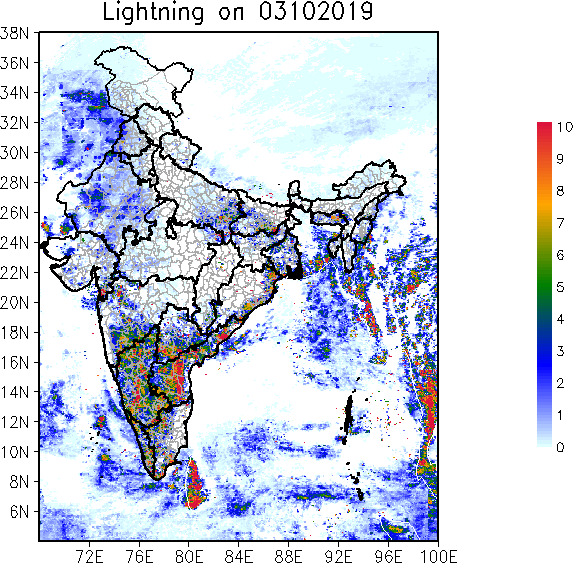 Lightning on 03102019
38N
36N
34N
32N
30N
28N
26N
24N
22N
20N
18N
16N
14N
12N
10N
8N
6N
72E 76E 80E 84E 88E 92E 96E 100E
10
9
8
7
6
5
4
3
2
1
0